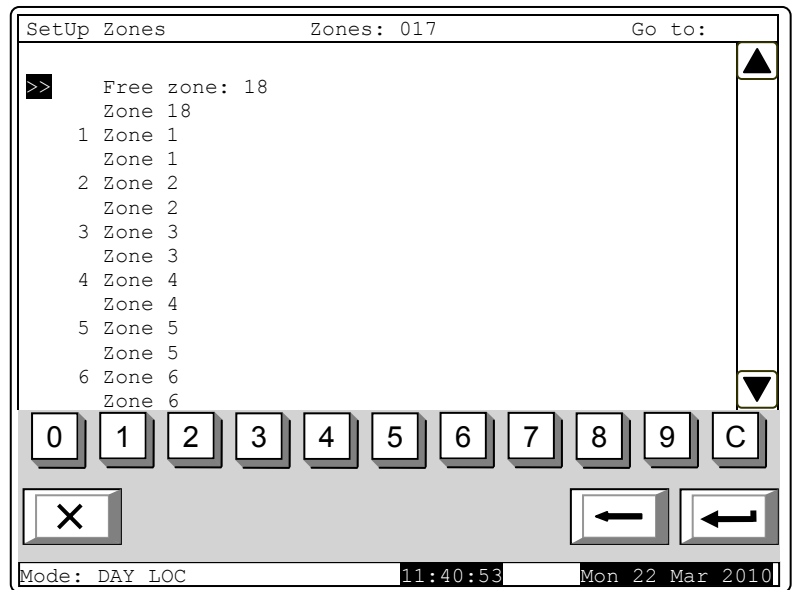 SetUp Zones Zones: 017 Go to:
>> Free zone: 18
Zone 18
1 Zone 1
Zone 1
2 Zone 2
Zone 2
3 Zone 3
Zone 3
4 Zone 4
Zone 4
5 Zone 5
Zone 5
6 Zone 6
Zone 6
0 1 2 3 4 5 6 7 8 9 C
Mode: DAY LOC 11:40:53 Mon 22 Mar 2010